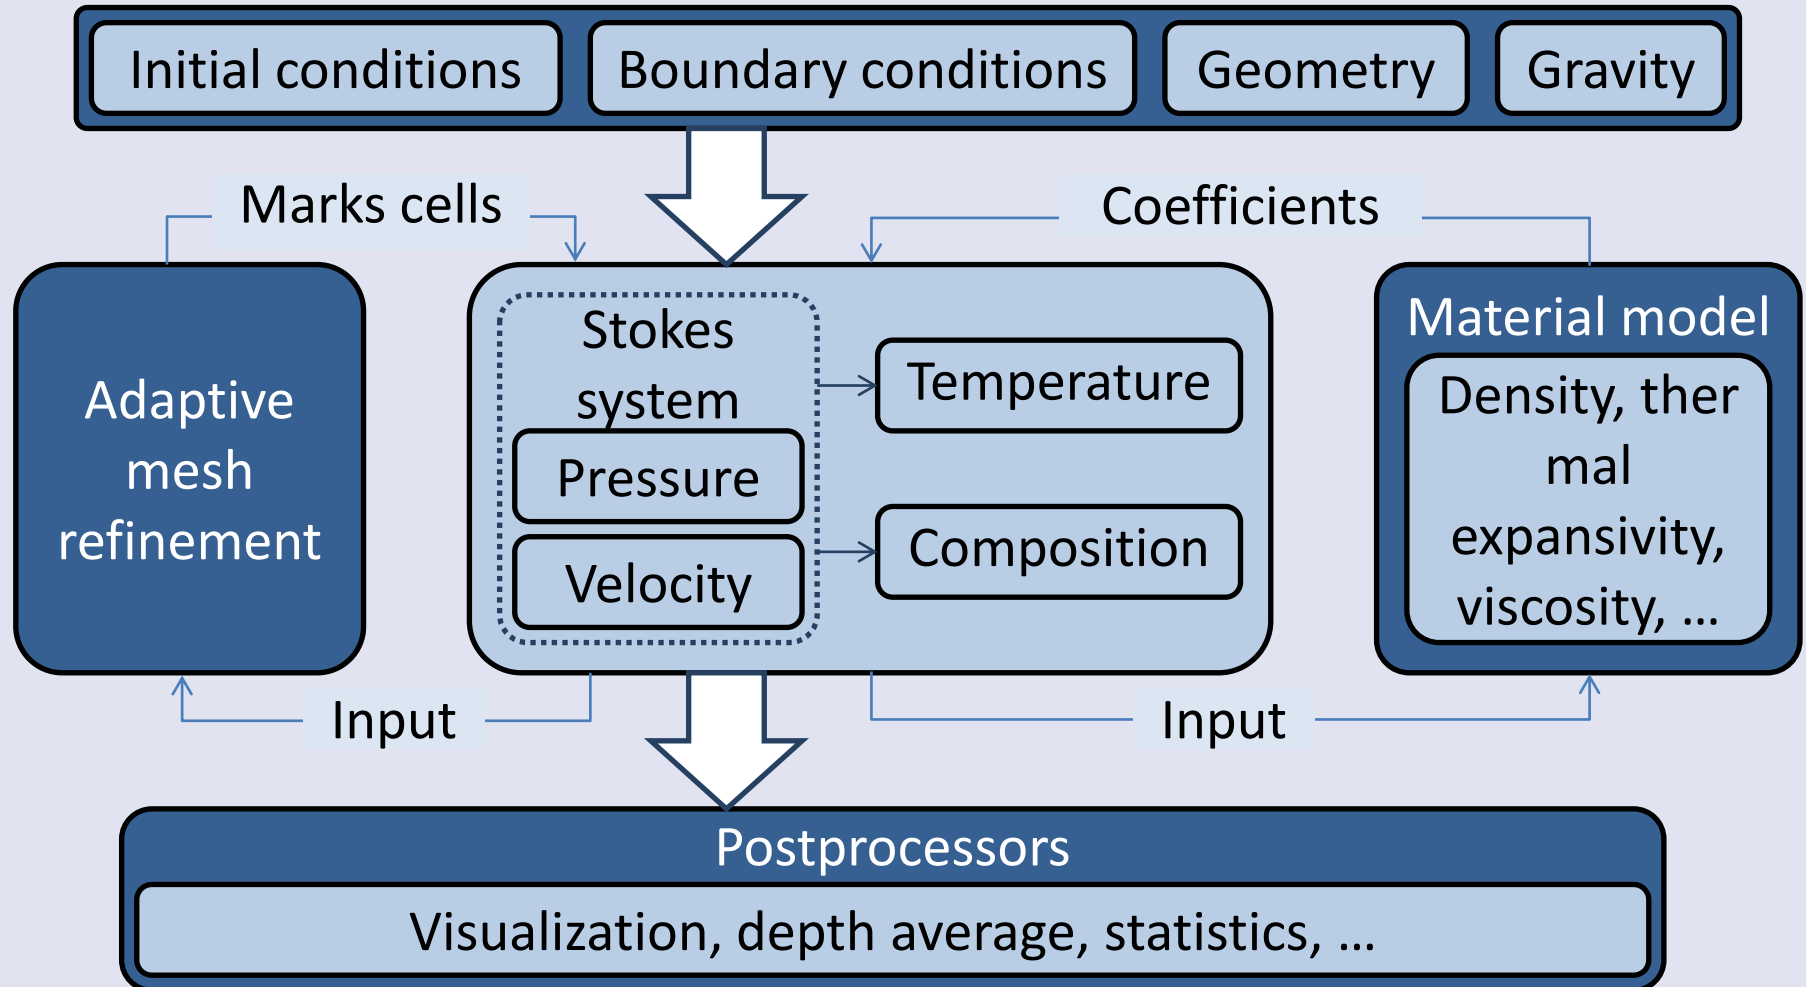 Initial conditions
Boundary conditions
Geometry
Gravity
Marks cells
Coefficients
Adaptive
mesh
refinement
Stokes
system
Pressure
Velocity
Temperature
Composition
Material model
Density, ther
mal
expansivity,
viscosity, ...
Input
Input
Postprocessors
Visualization, depth average, statistics, ...